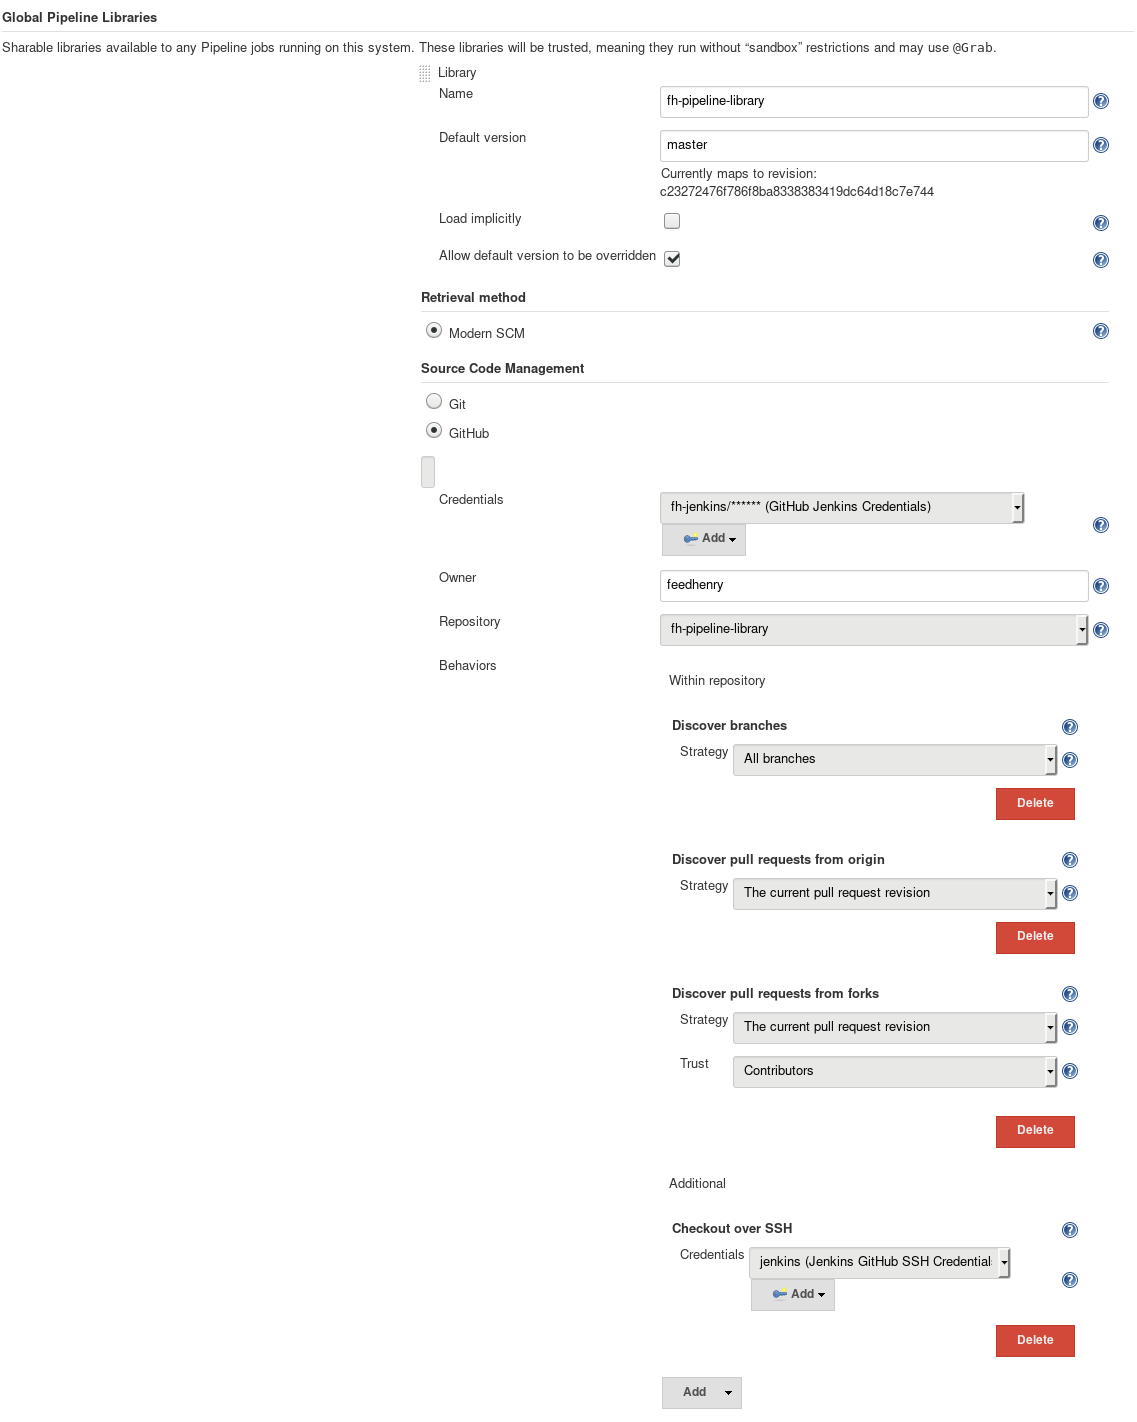 Global Pipeline Libraries
Sharable libraries available to any Pipeline jobs running on this system. These libraries will be trusted, meaning they run without “sandbox” restrictions and may use @Grab.
Library
Name
fh-pipeline-library
Default version
master
Currently maps to revision:
c23272476f786f8ba8338383419dc64d18c7e744
Load implicitly
Allow default version to be overridden
Retrieval method
Modern SCM
Source Code Management
Git
GitHub
Credentials
fh-jenkins/****** (GitHub Jenkins Credentials)
Add
Owner
feedhenry
Repository
fh-pipeline-library
Behaviors
Within repository
Discover branches
Strategy
All branches
Delete
Discover pull requests from origin
Strategy
The current pull request revision
Delete
Discover pull requests from forks
Strategy
The current pull request revision
Trust
Contributors
Delete
Additional
Checkout over SSH
Credentials
jenkins (Jenkins GitHub SSH Credential
Add
Delete
Add